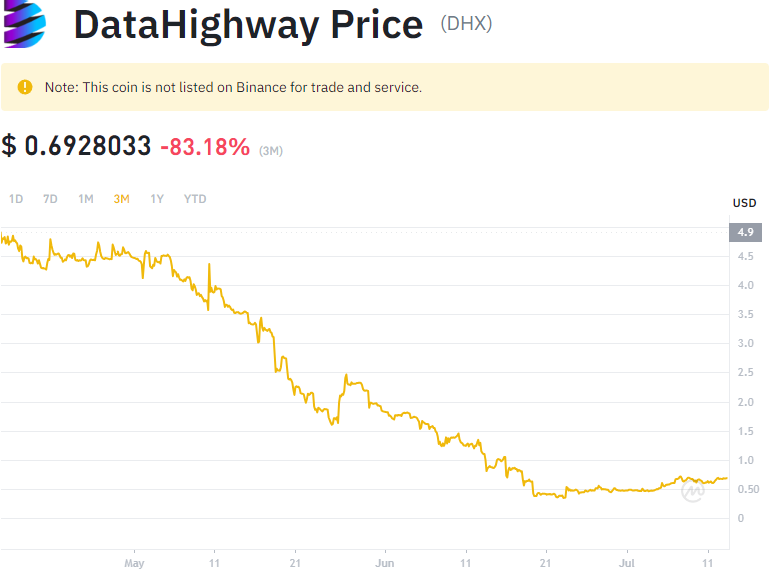 DataHighway Price (DHX)
Note: This coin is not listed on Binance for trade and service.
$ 0.6928033 -83.18% (3M)
1D 7D 1M 3M 1Y YTD
USD
4.9
4.5
4.0
3.5
3.0
2.5
2.0
1.5
1.0
0.50
0
May 11 21 Jun 11 21 Jul 11